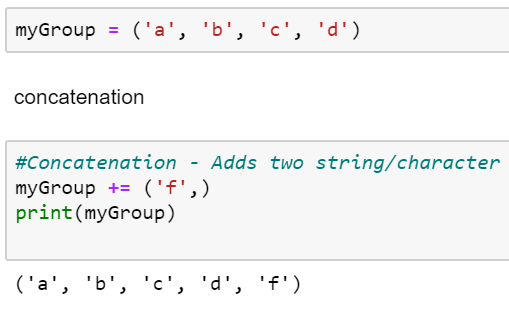 myGroup = ('a', 'b', 'c', 'd')
concatenation
#Concatenation - Adds two string/character
myGroup += ('f',)
print(myGroup)
('a', 'b', 'c', 'd', 'f')